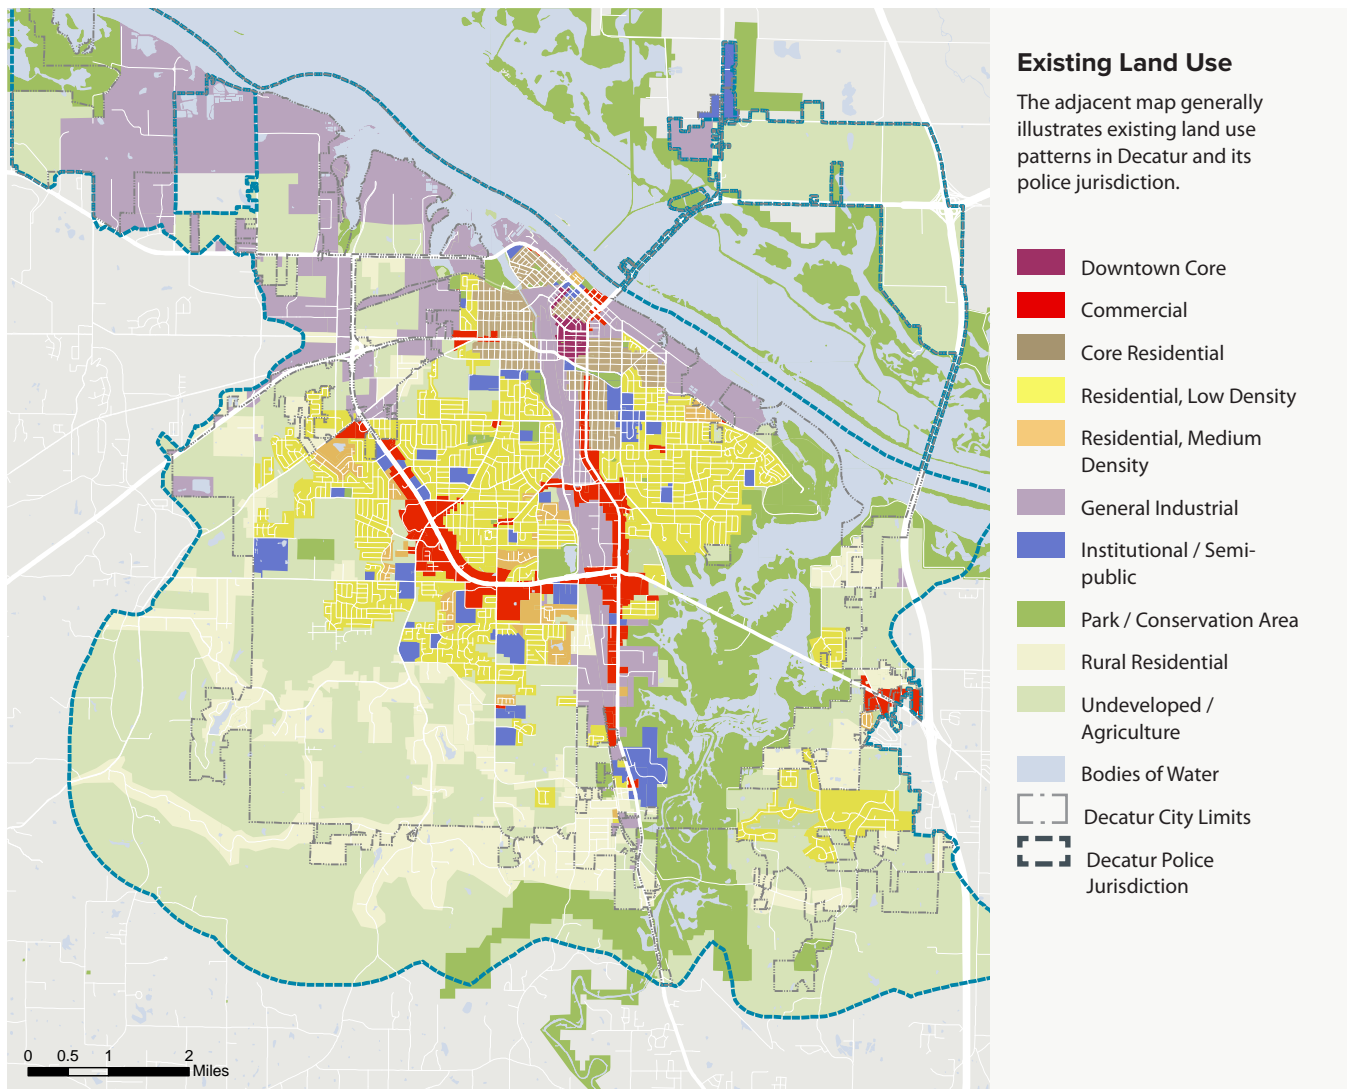 Existing Land Use
The adjacent map generally
illustrates existing land use
patterns in Decatur and its
police jurisdiction.
Downtown Core
Commercial
Core Residential
Residential, Low Density
Residential, Medium
Density
General Industrial
Institutional / Semi-
public
Park / Conservation Area
Rural Residential
Undeveloped /
Agriculture
Bodies of Water
Decatur City Limits
Decatur Police
Jurisdiction
0 0.5 1 2
Miles